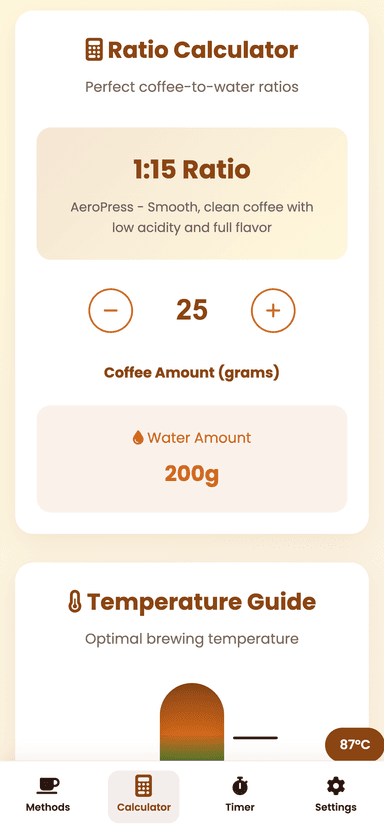 Ratio Calculator
Perfect coffee-to-water ratios
1:15 Ratio
AeroPress - Smooth, clean coffee with
low acidity and full flavor
25
Coffee Amount (grams)
Water Amount
200g
Temperature Guide
Optimal brewing temperature
87°C
Methods
Calculator
Timer
Settings